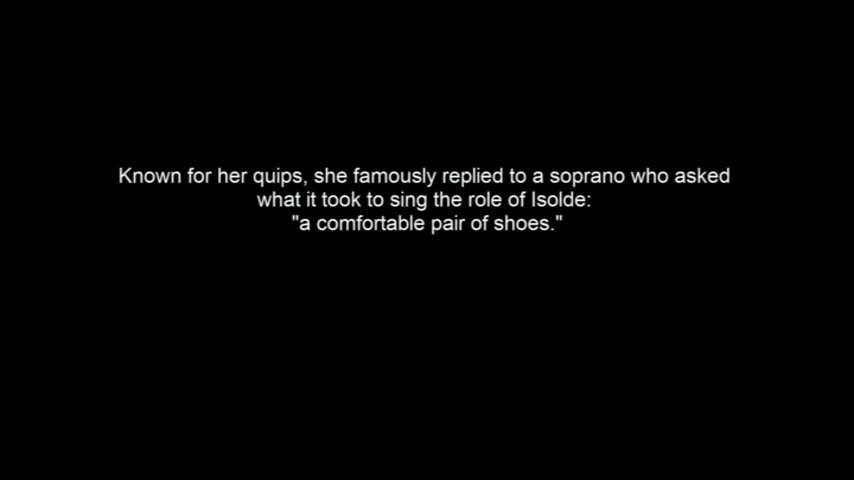 Known for her quips, she famously replied to a soprano who asked
what it took to sing the role of Isolde:
"a comfortable pair of shoes."